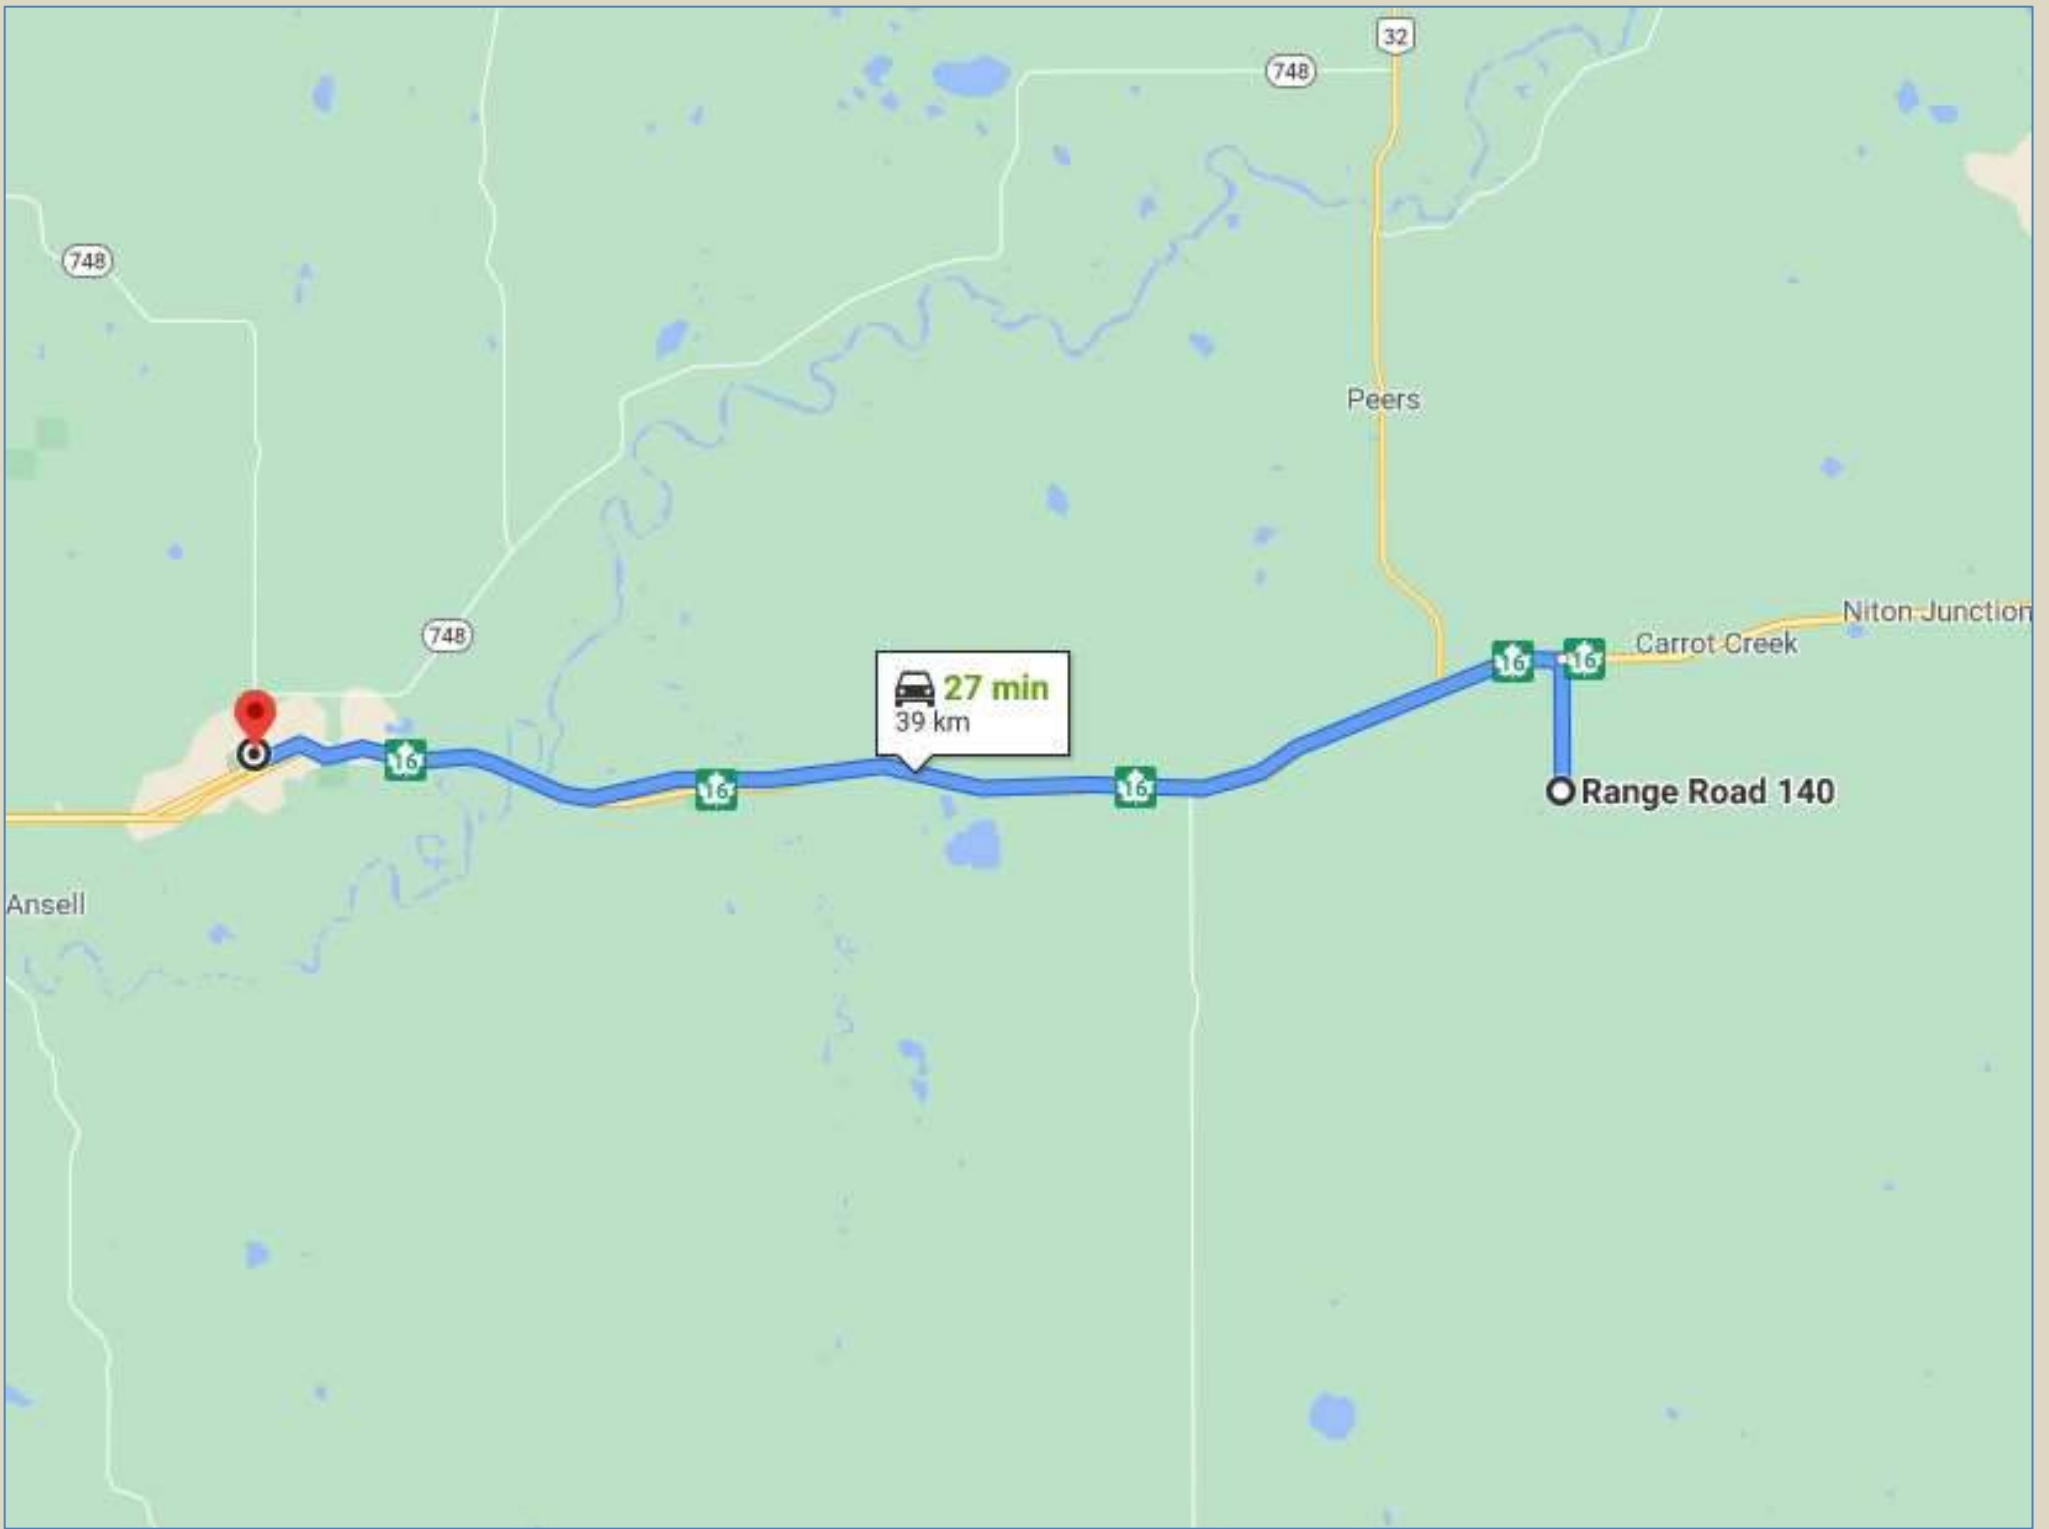 32
748
748
Peers
Niton Junction
748
Carrot Creek
16
16
27 min
39 km
16
16
16
Range Road 140
Ansell